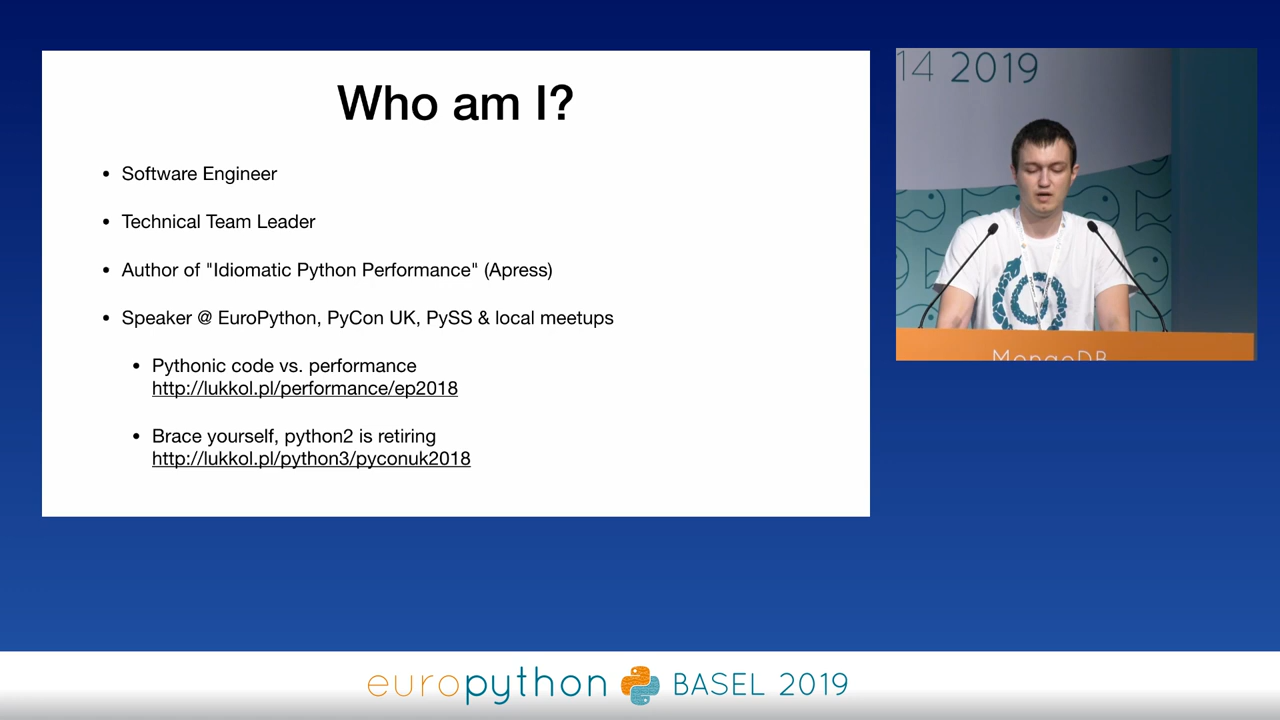 Who am I?
• Software Engineer
• Technical Team Leader
• Author of "Idiomatic Python Performance" (Apress)
• Speaker @ EuroPython, PyCon UK, PySS & local meetups
• Pythonic code vs. performance
http://lukkol.pl/performance/ep2018
• Brace yourself, python2 is retiring
http://lukkol.pl/python3/pyconuk2018
14 2019
MongoDB
europython BASEL 2019